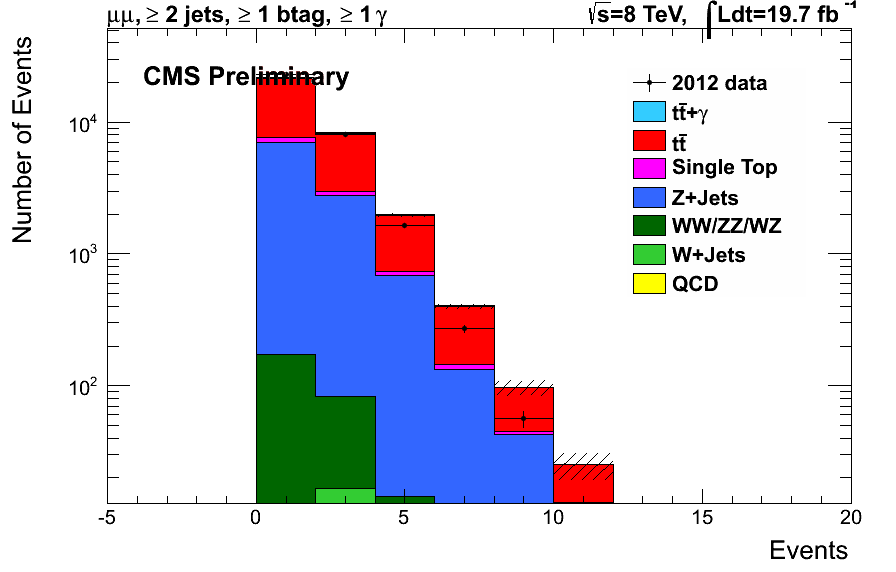 μμ, ≥ 2 jets, ≥ 1 btag, ≥ 1 γ
√s=8 TeV, ∫Ldt=19.7 fb⁻¹
CMS Preliminary
2012 data
tt̄+γ
tt̄
Single Top
Z+Jets
WW/ZZ/WZ
W+Jets
QCD
Number of Events
10⁴
10³
10²
-5 0 5 10 15 20
Events